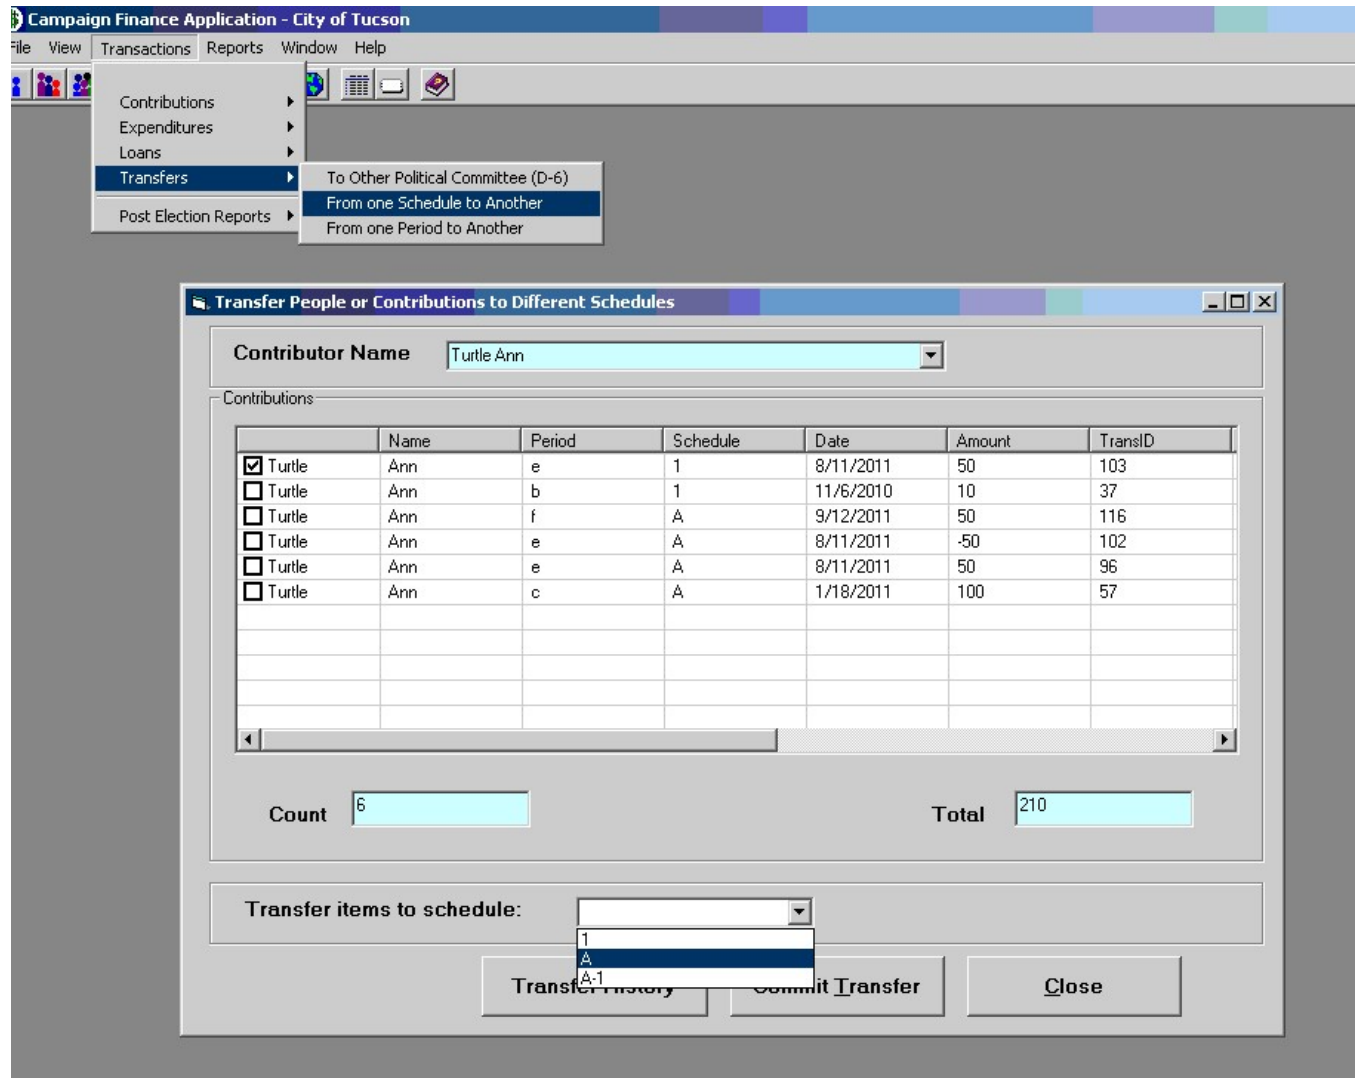 Campaign Finance Application - City of Tucson
File View Transactions Reports Window Help
Contributions
Expenditures
Loans
Transfers
Post Election Reports
To Other Political Committee (D-6)
From one Schedule to Another
From one Period to Another
Transfer People or Contributions to Different Schedules
Contributor Name Turtle Ann
Contributions
Name Period Schedule Date Amount TransID
Turtle Ann e 1 8/11/2011 50 103
Turtle Ann b 1 11/6/2010 10 37
Turtle Ann f A 9/12/2011 50 116
Turtle Ann e A 8/11/2011 -50 102
Turtle Ann e A 8/11/2011 50 96
Turtle Ann c A 1/18/2011 100 57
Count 6 Total 210
Transfer items to schedule:
1
A
A-1
Transfer History Commit Transfer Close